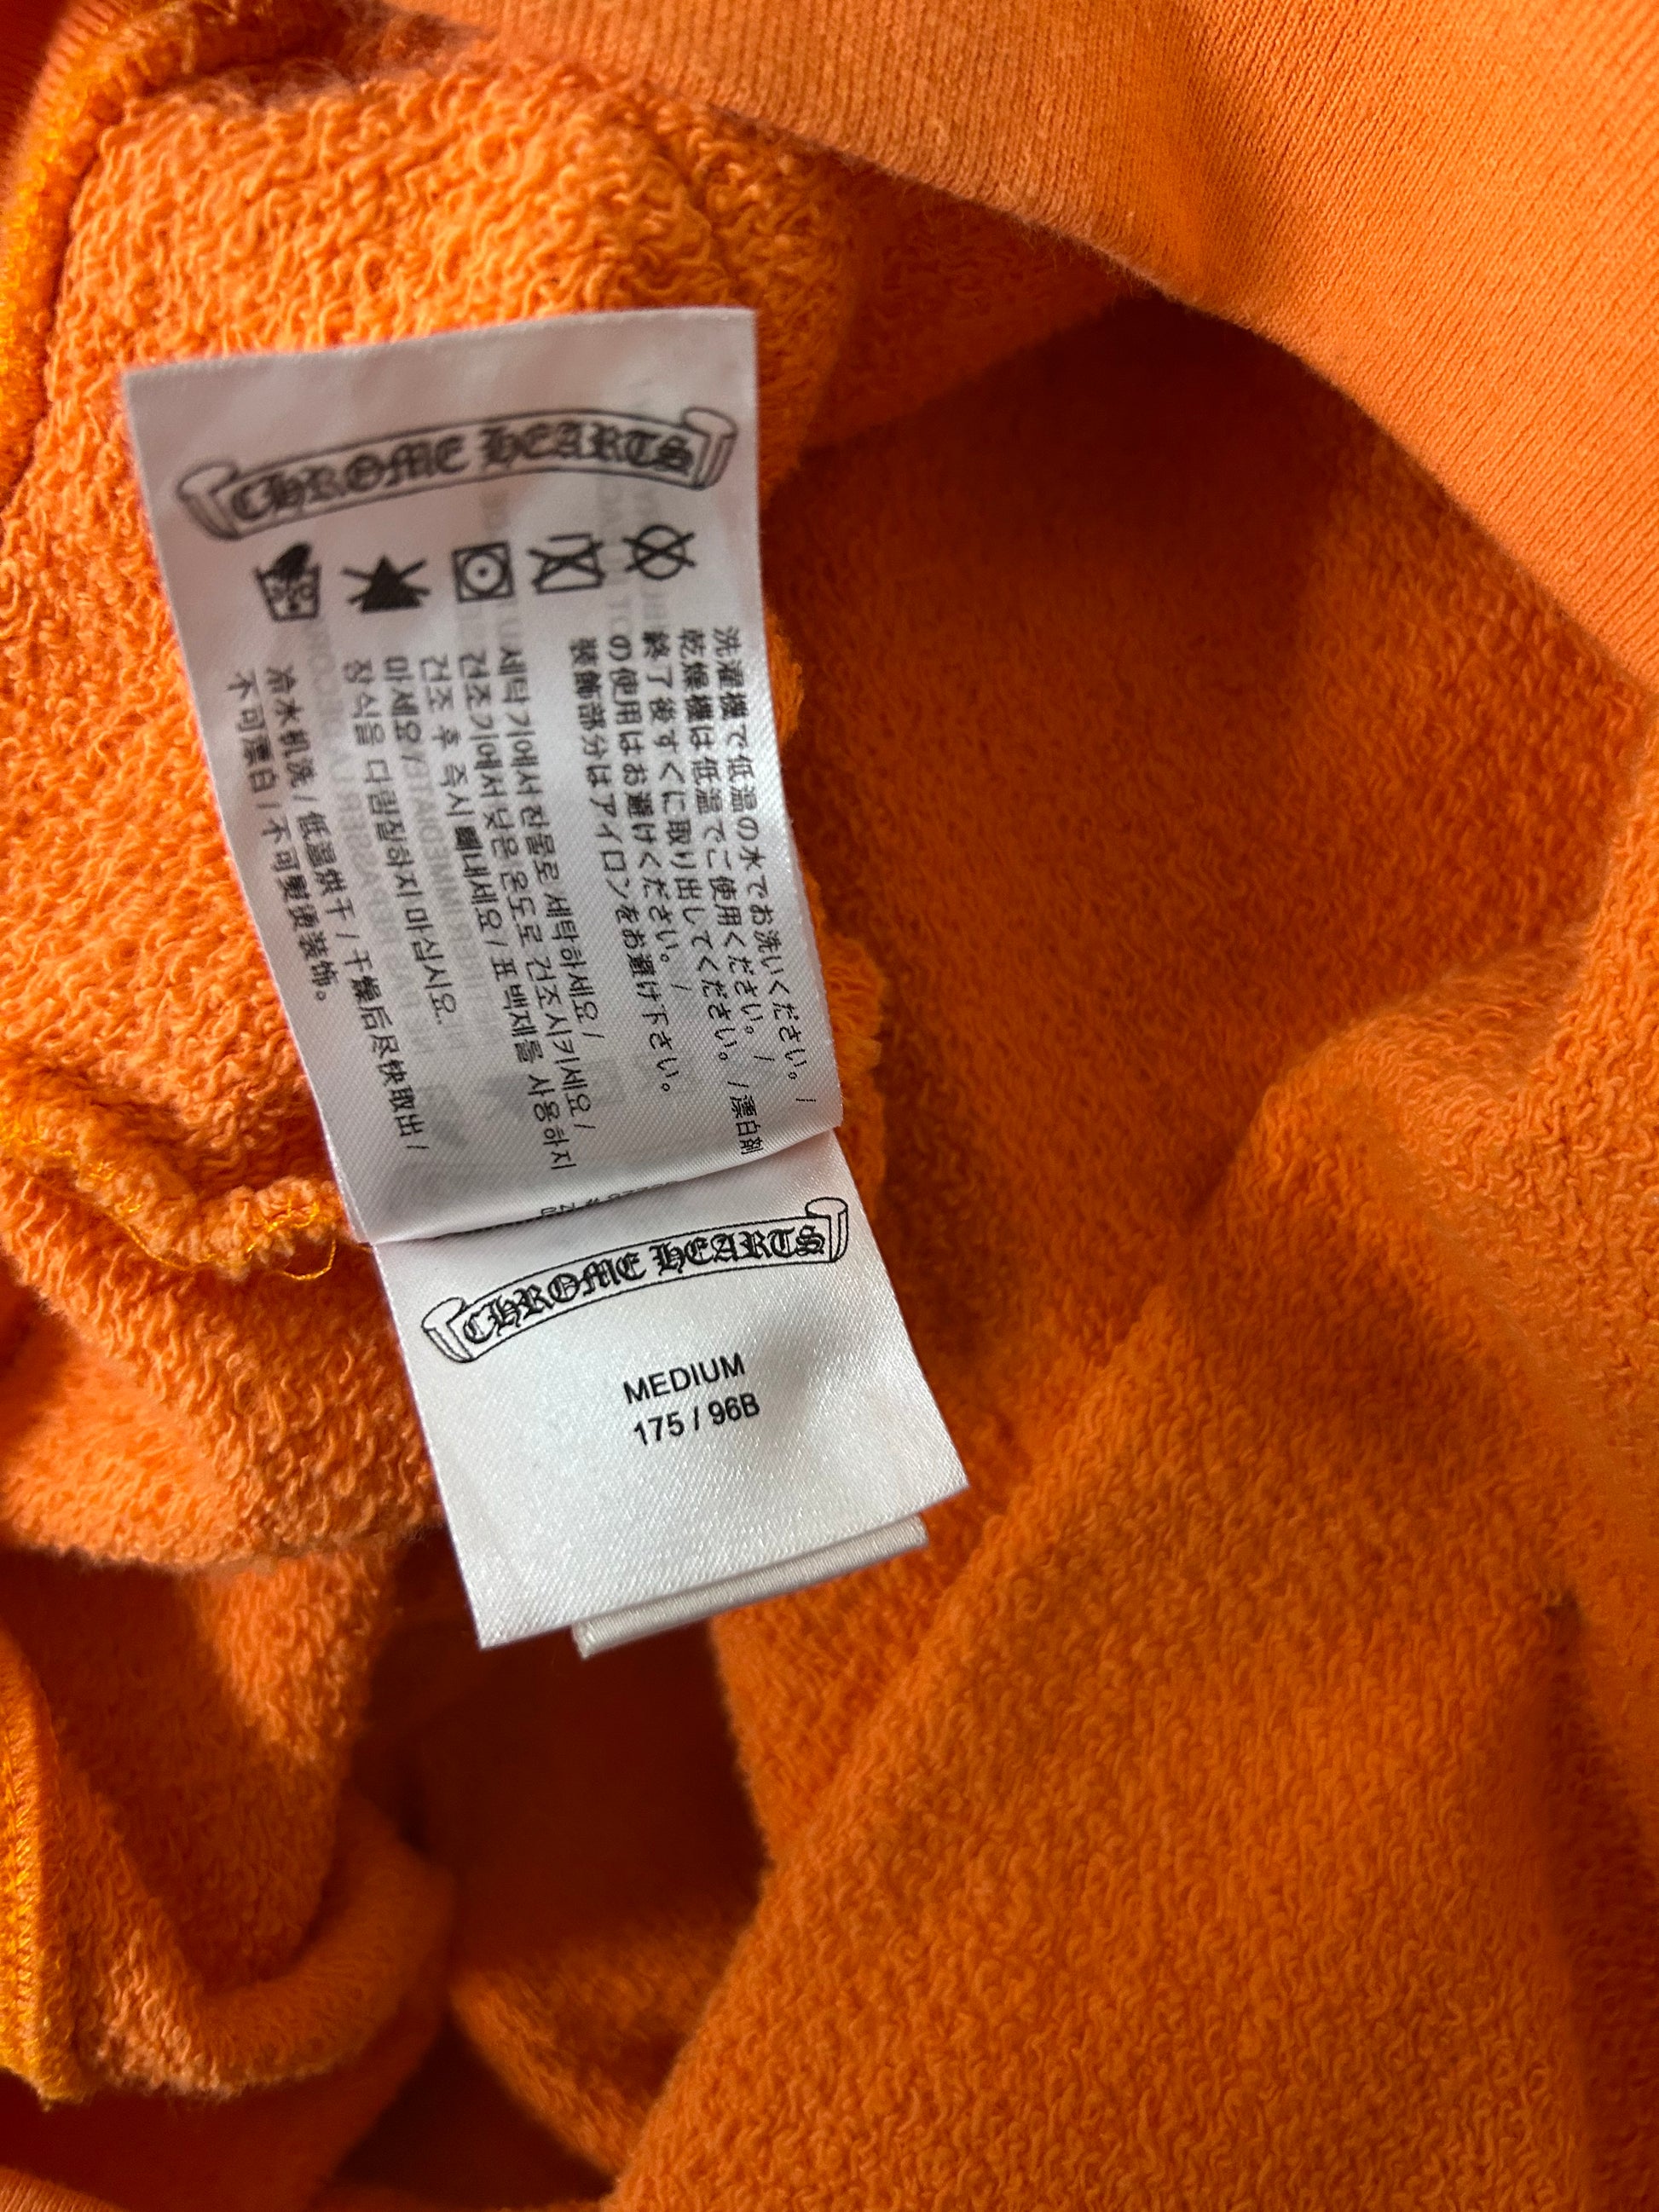 CHROME HEARTS
洗濯機で低温の水でお洗いください。 /
乾燥機は低温でご使用ください。 /
終了後すぐに取り出してください。 /漂白剤
の使用はお避けください。 /
装飾部分はアイロンをお避け下さい。
세탁기에서 찬물로 세탁하세요 /
건조기에서 낮은 온도로 건조시키세요 /
건조 후 즉시 빼내세요 / 표백제를 사용하지
마세요 /
장식을 다림질하지 마십시요.
冷水机洗 / 低温烘干 / 干燥后尽快取出 /
不可漂白 / 不可熨烫装饰。
CHROME HEARTS
MEDIUM
175 / 96B